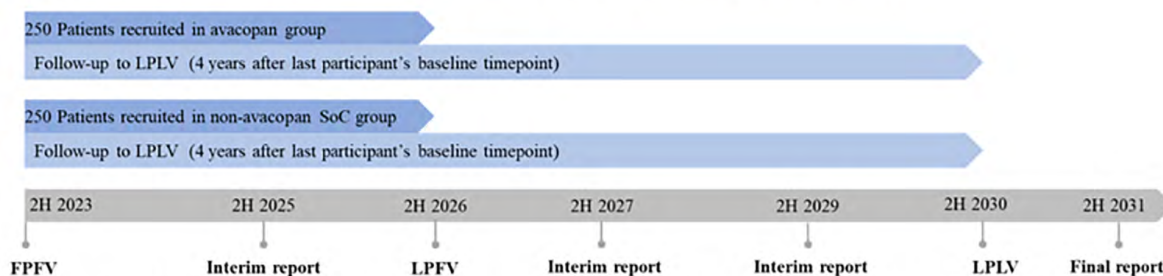 250 Patients recruited in avacopan group
Follow-up to LPLV (4 years after last participant's baseline timepoint)
250 Patients recruited in non-avacopan SoC group
Follow-up to LPLV (4 years after last participant's baseline timepoint)
2H 2023 2H 2025 2H 2026 2H 2027 2H 2029 2H 2030 2H 2031
FPFV Interim report LPFV Interim report Interim report LPLV Final report